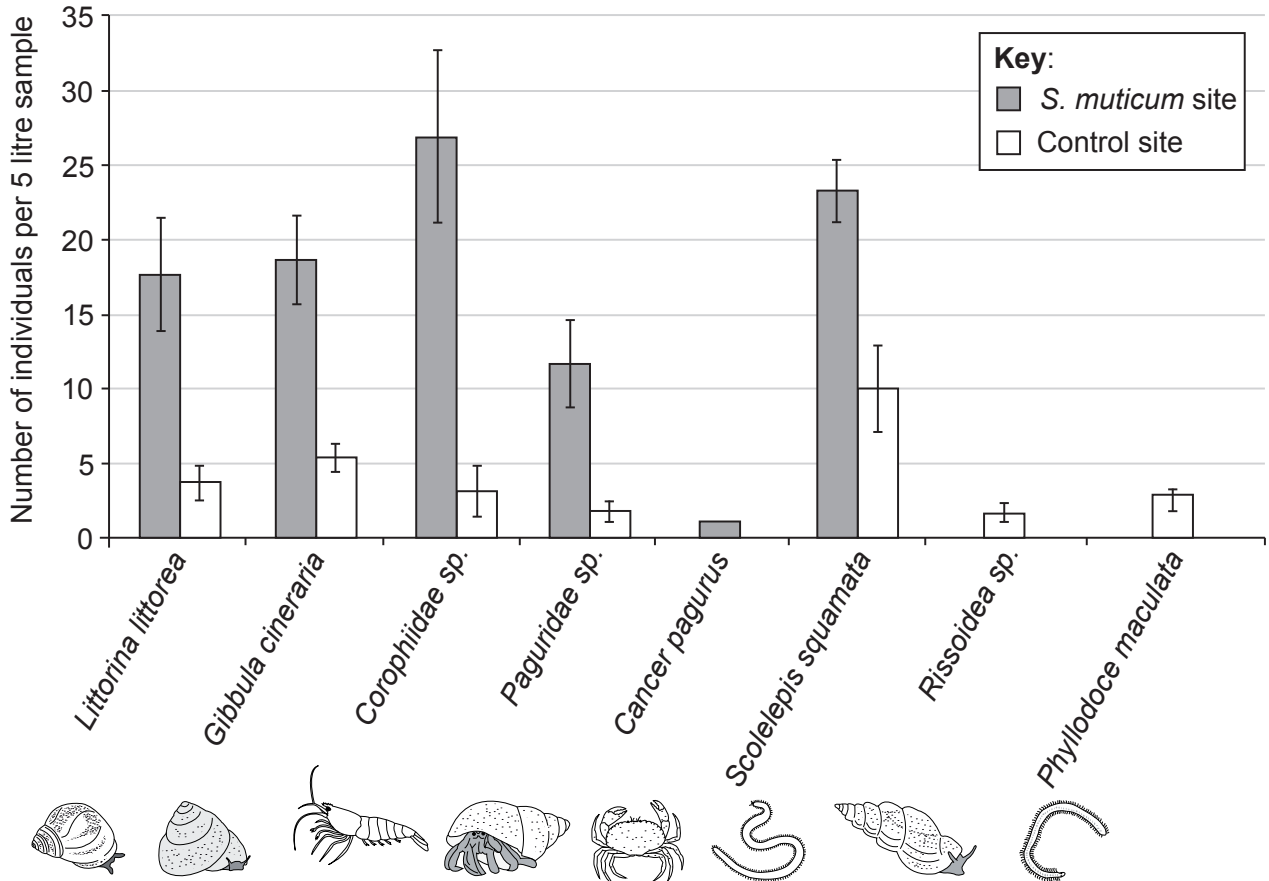 Number of individuals per 5 litre sample
35
30
25
20
15
10
5
0
Key:
S. muticum site
Control site
Littorina littorea
Gibbula cineraria
Corophiidae sp.
Paguridae sp.
Cancer pagurus
Scolelepis squamata
Rissoidea sp.
Phyllodoce maculata